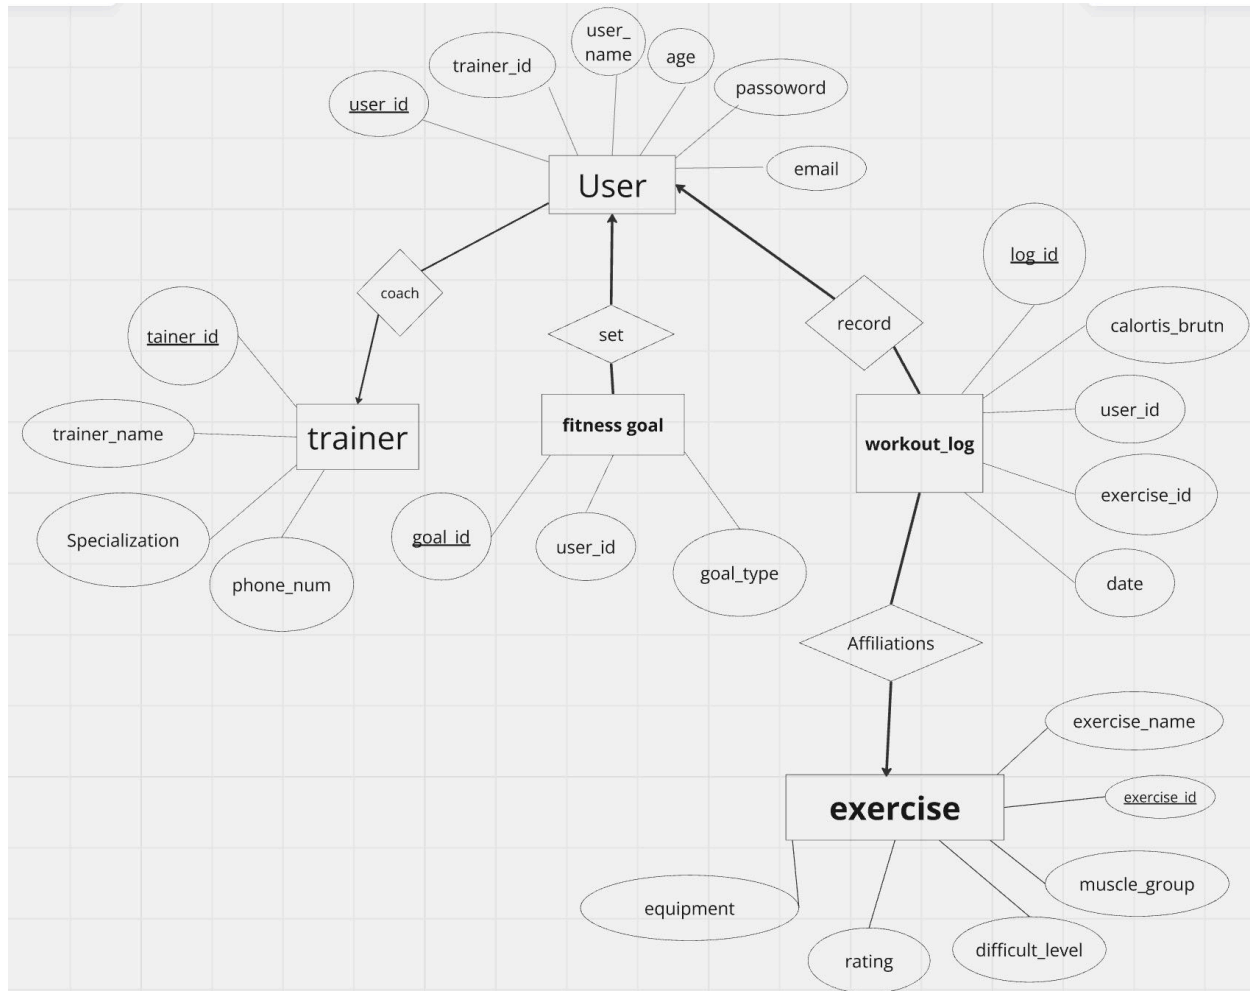 user_
name
age
trainer_id
passoword
user_id
email
User
log_id
coach
record
calortis_brutn
set
tainer_id
user_id
fitness goal
trainer_name
trainer
workout_log
exercise_id
goal_id
Specialization
user_id
goal_type
phone_num
date
Affiliations
exercise_name
exercise_id
exercise
muscle_group
equipment
difficult_level
rating